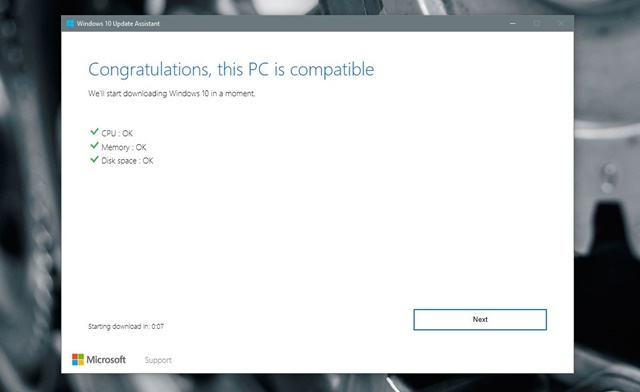 Windows 10 Update Assistant
Congratulations, this PC is compatible
We'll start downloading Windows 10 in a moment.
CPU : OK
Memory : OK
Disk space : OK
Next
Starting download in: 0:07
Microsoft
Support